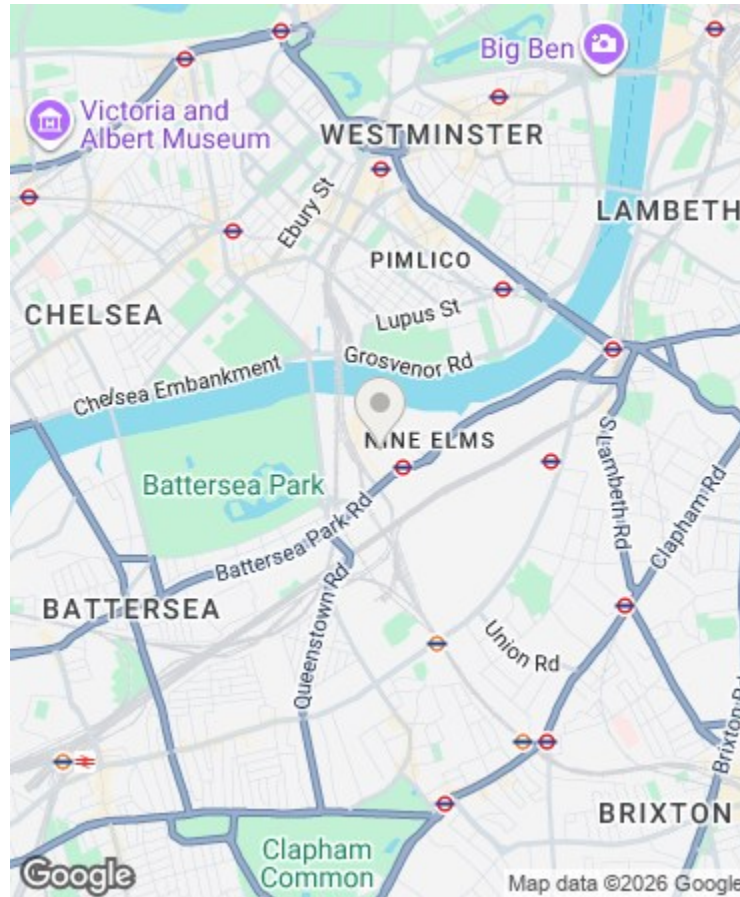 Big Ben
Victoria and
Albert Museum
WESTMINSTER
Ebury St
LAMBETH
PIMLICO
CHELSEA
Lupus St
Grosvenor Rd
Chelsea Embankment
NINE ELMS
S Lambeth Rd
Clapham Rd
Battersea Park
Battersea Park Rd
BATTERSEA
Queenstown Rd
Union Rd
Brixton Rd
BRIXTON
Clapham
Common
Google
Map data ©2026 Google